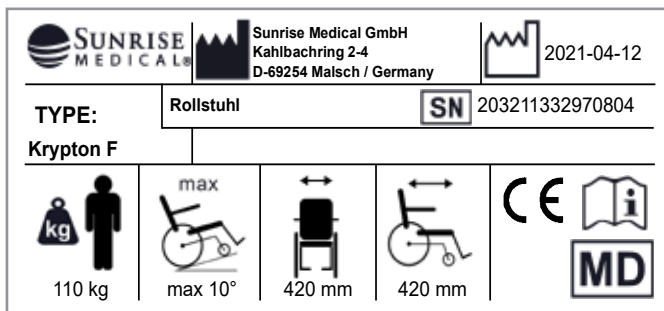 SUNRISE
MEDICAL®
Sunrise Medical GmbH
Kahlbachring 2-4
D-69254 Malsch / Germany
2021-04-12
TYPE:
Rollstuhl
SN 203211332970804
Krypton F
kg
110 kg
max
max 10°
420 mm
420 mm
CE
i
MD